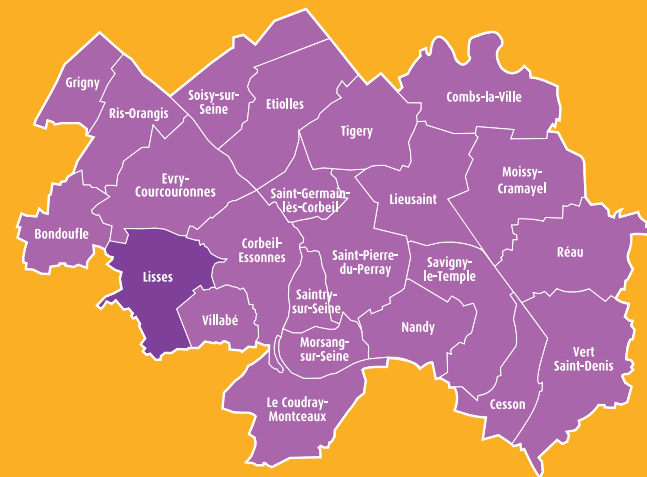 Grigny
Ris-Orangis
Soisy-sur-
Seine
Etiolles
Tigery
Combs-la-Ville
Evry-
Courcouronnes
Saint-Germain-
lès-Corbeil
Lieusaint
Moissy-
Cramayel
Bondoufle
Lisses
Corbeil-
Essonnes
Saint-Pierre-
du-Perray
Savigny-
le-Temple
Réau
Villabé
Saintry-
sur-Seine
Nandy
Morsang-
sur-Seine
Vert
Saint-Denis
Le Coudray-
Montceaux
Cesson